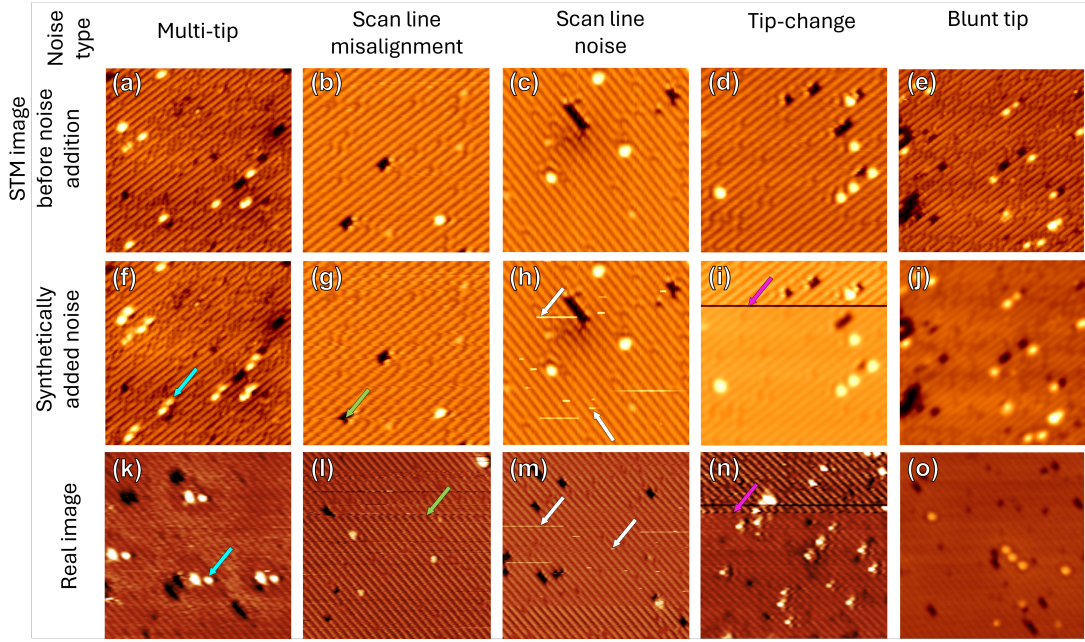 Noise
type
Multi-tip
Scan line
misalignment
Scan line
noise
Tip-change
Blunt tip
STM image
before noise
addition
(a)
(b)
(c)
(d)
(e)
Synthetically
added noise
(f)
(g)
(h)
(i)
(j)
Real image
(k)
(l)
(m)
(n)
(o)